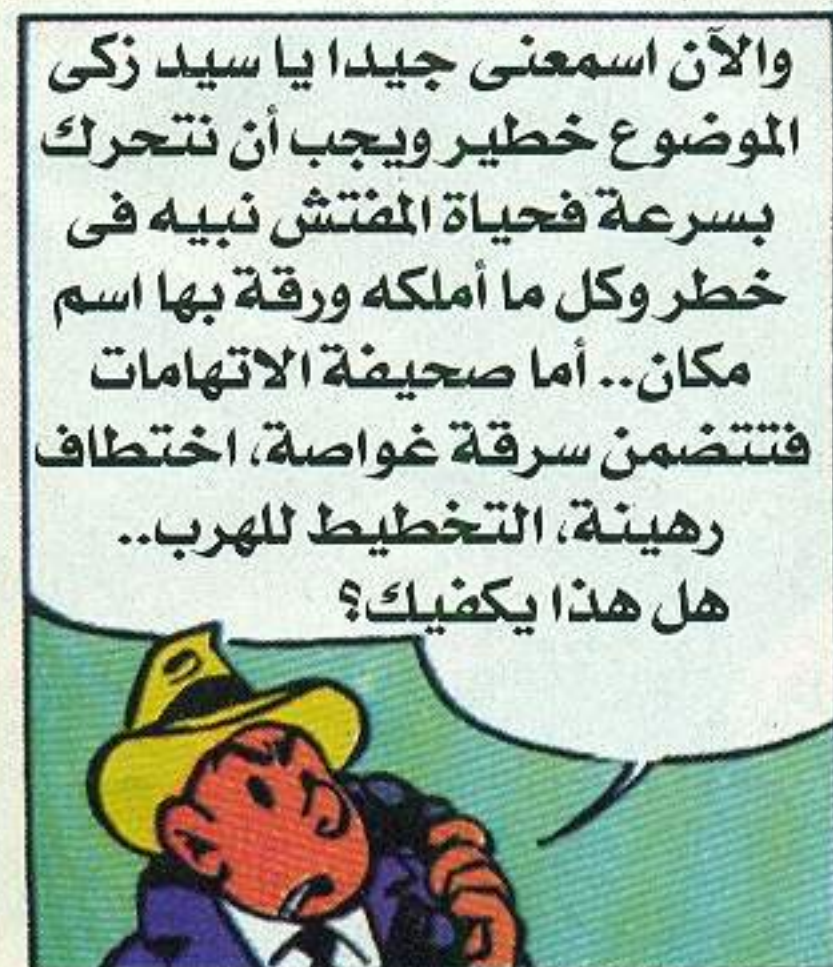 والآن اسمعنى جيدا يا سيد زكى
الموضوع خطير ويجب أن نتحرك
بسرعة فحياة المفتش نبيه فى
خطر وكل ما أملكه ورقة بها اسم
مكان.. أما صحيفة الاتهامات
فتتضمن سرقة غواصة، اختطاف
رهينة، التخطيط للهرب..
هل هذا يكفيك؟